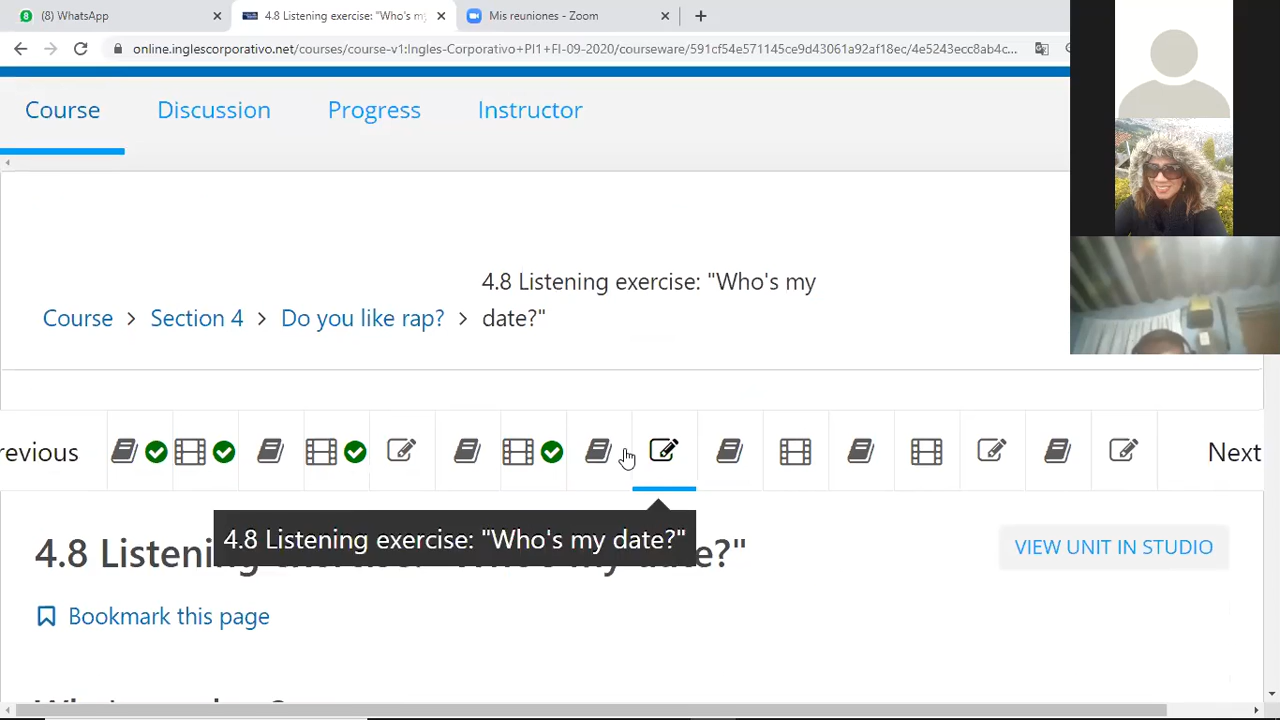 (8) WhatsApp
4.8 Listening exercise: "Who's my
Mis reuniones - Zoom
online.inglescorporativo.net/courses/course-v1:Ingles-Corporativo+PI1+FI-09-2020/courseware/591cf54e571145ce9d43061a92af18ec/4e5243ecc8ab4c...
Course
Discussion
Progress
Instructor
Course > Section 4 > Do you like rap? > 4.8 Listening exercise: "Who's my
date?"
revious
Next
4.8 Listening exercise: "Who's my date?"
4.8 Listeni
date?"
VIEW UNIT IN STUDIO
Bookmark this page